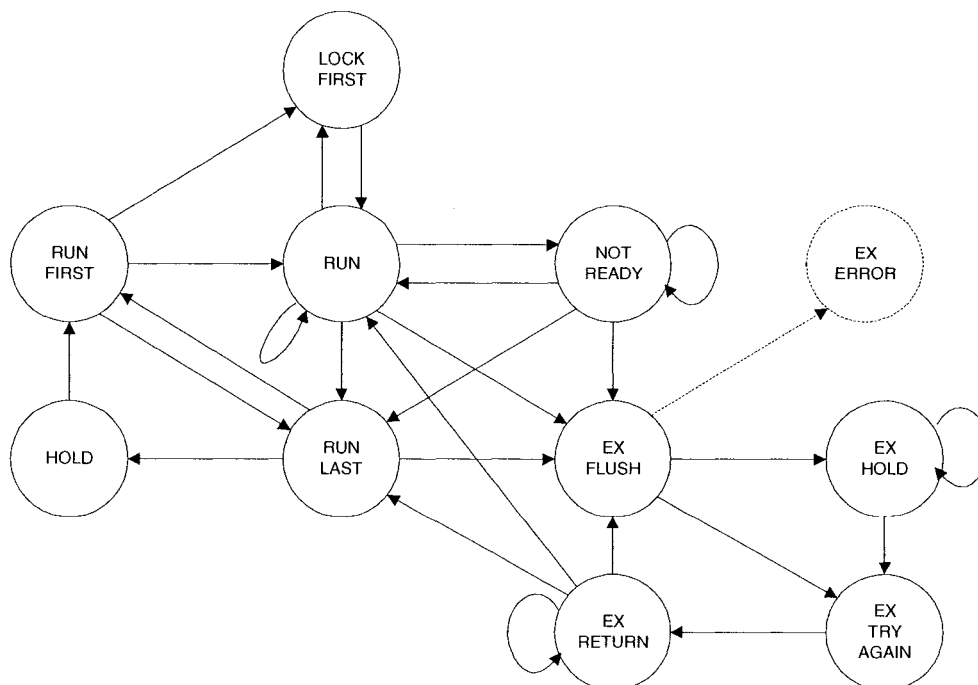 LOCK
FIRST
RUN
FIRST
RUN
NOT
READY
EX
ERROR
HOLD
RUN
LAST
EX
FLUSH
EX
HOLD
EX
RETURN
EX
TRY
AGAIN